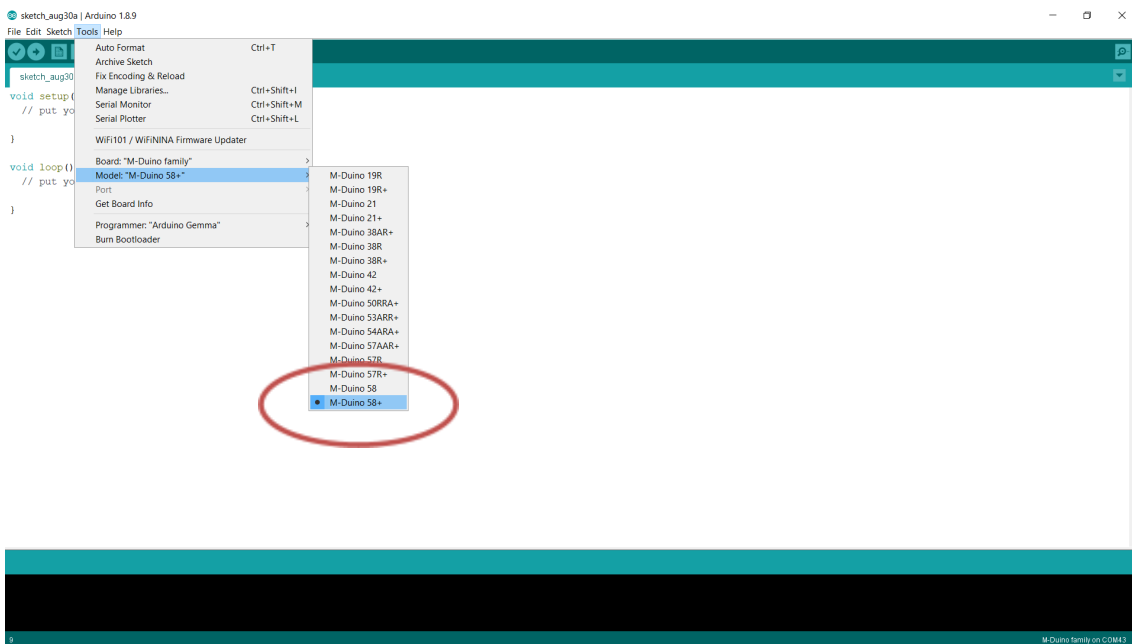 sketch_aug30a | Arduino 1.8.9
File Edit Sketch Tools Help
sketch_aug30
void setup(
// put yo
}
void loop()
// put yo
}
Auto Format Ctrl+T
Archive Sketch
Fix Encoding & Reload
Manage Libraries... Ctrl+Shift+I
Serial Monitor Ctrl+Shift+M
Serial Plotter Ctrl+Shift+L
WiFi101 / WiFiNINA Firmware Updater
Board: "M-Duino family"
Model: "M-Duino 58+"
Port
Get Board Info
Programmer: "Arduino Gemma"
Burn Bootloader
M-Duino 19R
M-Duino 19R+
M-Duino 21
M-Duino 21+
M-Duino 38AR+
M-Duino 38R
M-Duino 38R+
M-Duino 42
M-Duino 42+
M-Duino 50RRA+
M-Duino 53ARR+
M-Duino 54ARA+
M-Duino 57AAR+
M-Duino 57R
M-Duino 57R+
M-Duino 58
M-Duino 58+
9
M-Duino family on COM43